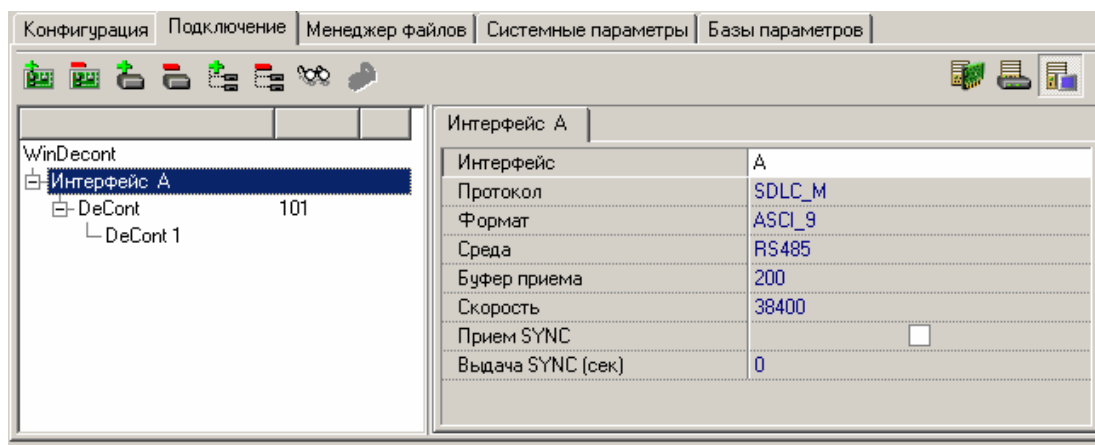 Конфигурация Подключение Менеджер файлов Системные параметры Базы параметров
WinDecont
Интерфейс A
DeCont 101
DeCont 1
Интерфейс A
Интерфейс A
Протокол SDLC_M
Формат ASCI_9
Среда RS485
Буфер приема 200
Скорость 38400
Прием SYNC
Выдача SYNC (сек) 0